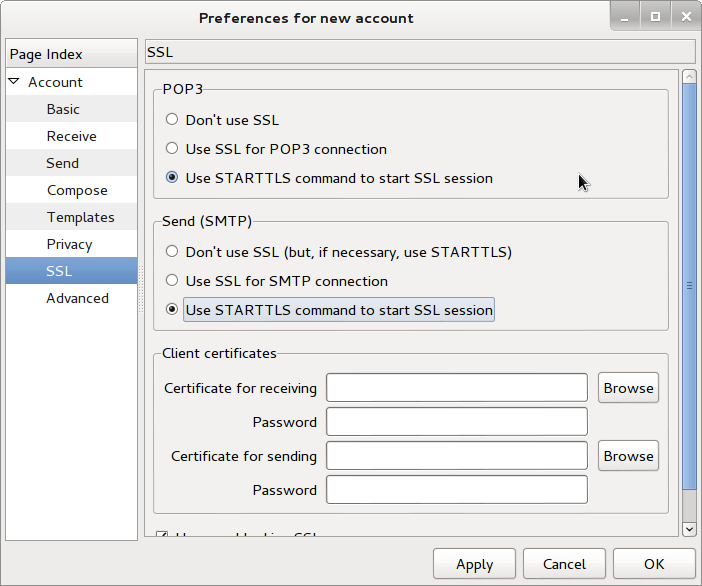 Preferences for new account
Page Index
SSL
Account
Basic
Receive
Send
Compose
Templates
Privacy
SSL
Advanced
POP3
Don't use SSL
Use SSL for POP3 connection
Use STARTTLS command to start SSL session
Send (SMTP)
Don't use SSL (but, if necessary, use STARTTLS)
Use SSL for SMTP connection
Use STARTTLS command to start SSL session
Client certificates
Certificate for receiving
Browse
Password
Certificate for sending
Browse
Password
Apply
Cancel
OK